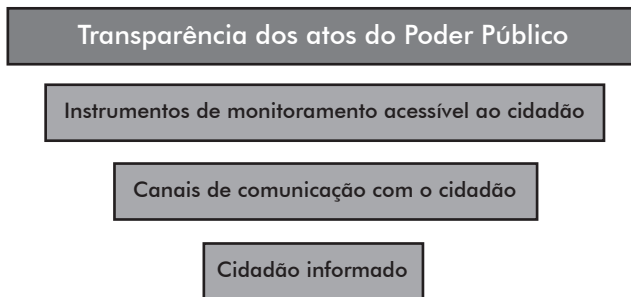 Transparência dos atos do Poder Público
Instrumentos de monitoramento acessível ao cidadão
Canais de comunicação com o cidadão
Cidadão informado